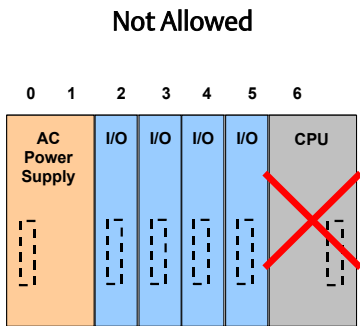 Not Allowed
0 1 2 3 4 5 6
AC
Power
Supply
I/O I/O I/O I/O CPU